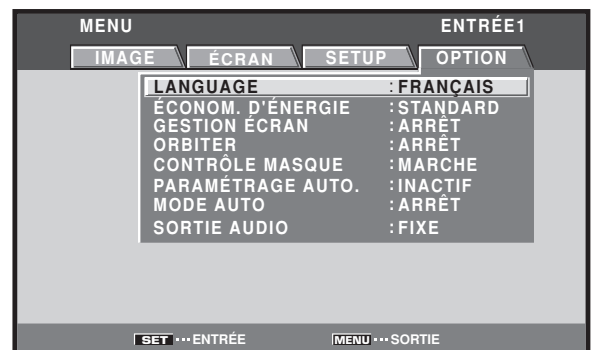 MENU ENTRÉE1
IMAGE ÉCRAN SETUP OPTION
LANGUAGE :FRANÇAIS
ÉCONOM. D'ÉNERGIE :STANDARD
GESTION ÉCRAN :ARRÊT
ORBITER :ARRÊT
CONTRÔLE MASQUE :MARCHE
PARAMÉTRAGE AUTO. :INACTIF
MODE AUTO :ARRÊT
SORTIE AUDIO :FIXE
SET ···ENTRÉE MENU ···SORTIE